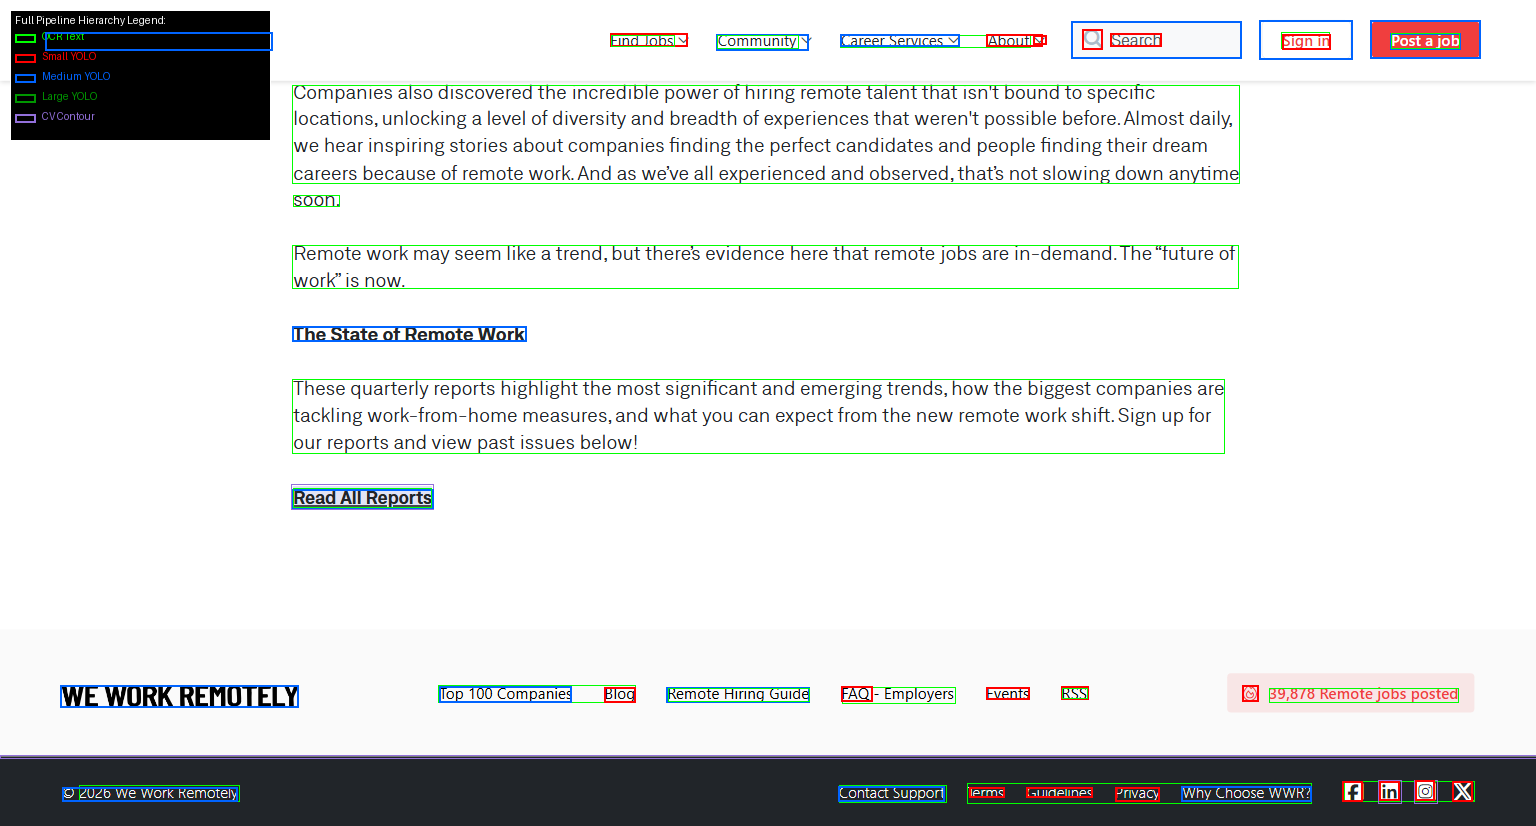 Full Pipeline Hierarchy Legend:
OCR Text
Small YOLO
Medium YOLO
Large YOLO
CV Contour
Find Jobs Community Career Services About Search Sign in Post a job
Companies also discovered the incredible power of hiring remote talent that isn't bound to specific
locations, unlocking a level of diversity and breadth of experiences that weren't possible before. Almost daily,
we hear inspiring stories about companies finding the perfect candidates and people finding their dream
careers because of remote work. And as we've all experienced and observed, that's not slowing down anytime
soon.
Remote work may seem like a trend, but there's evidence here that remote jobs are in-demand. The “future of
work” is now.
The State of Remote Work
These quarterly reports highlight the most significant and emerging trends, how the biggest companies are
tackling work-from-home measures, and what you can expect from the new remote work shift. Sign up for
our reports and view past issues below!
Read All Reports
WE WORK REMOTELY Top 100 Companies Blog Remote Hiring Guide FAQ - Employers Events RSS 39,878 Remote jobs posted
© 2026 We Work Remotely Contact Support Terms Guidelines Privacy Why Choose WWR?